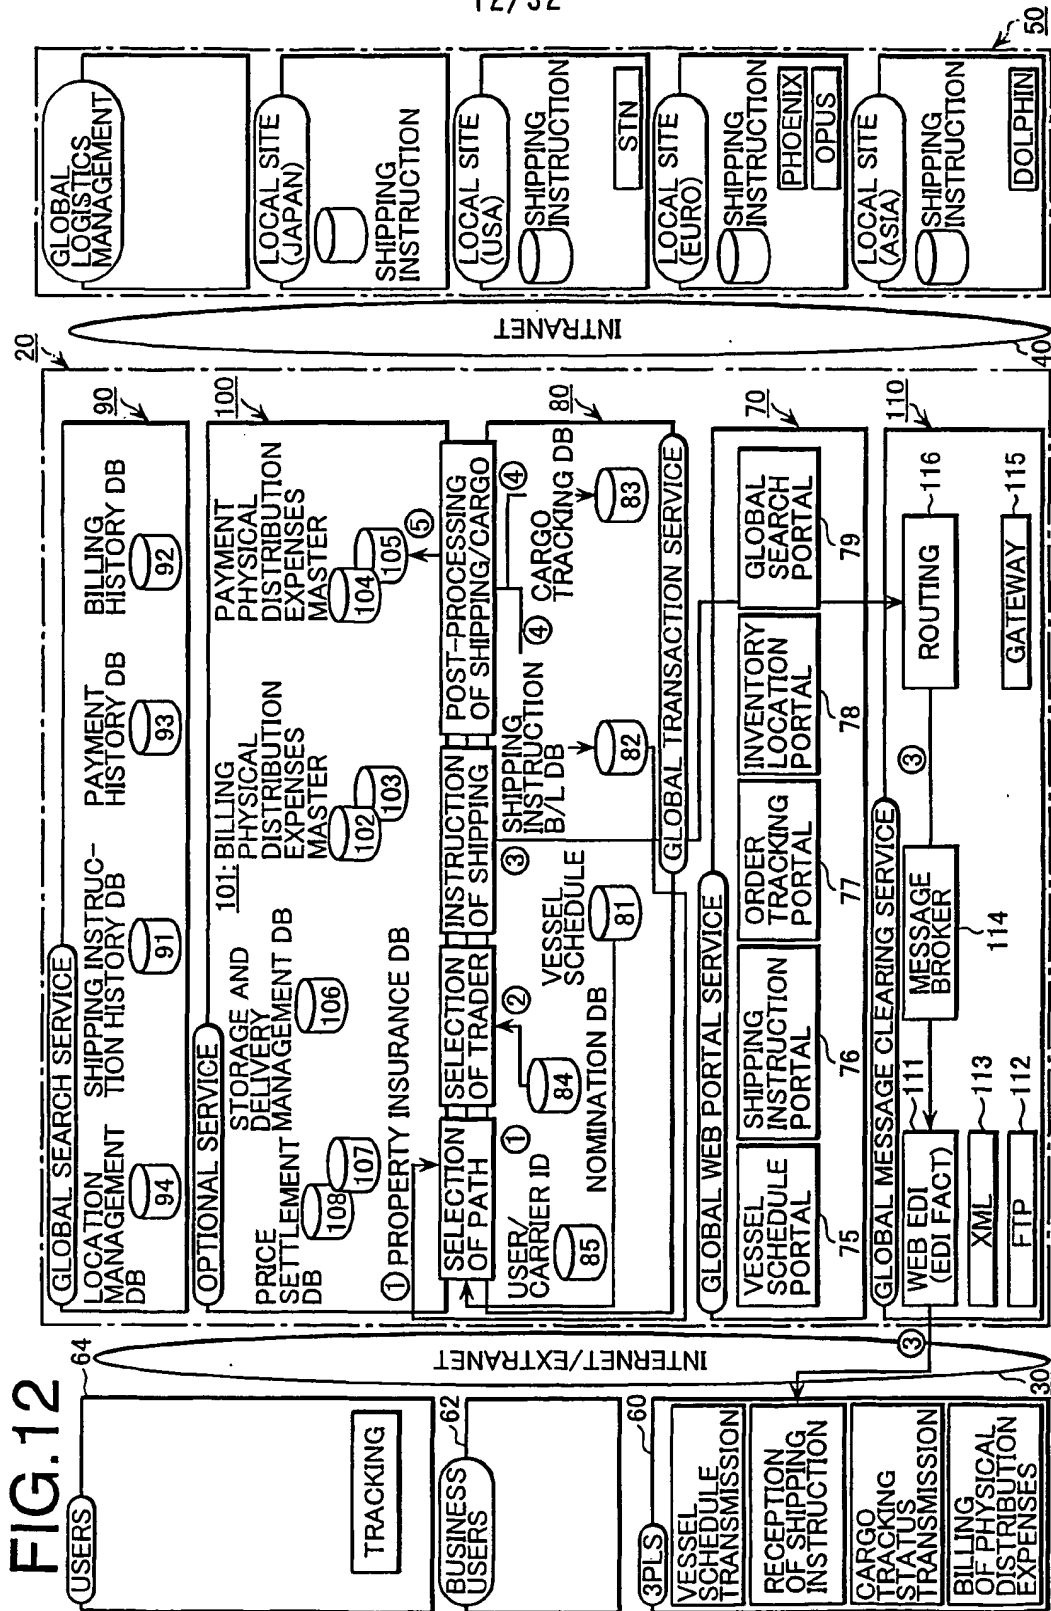 12/32
FIG.12
USERS
64
TRACKING
BUSINESS
USERS
62
3PLS
60
VESSEL
SCHEDULE
TRANSMISSION
RECEPTION
OF SHIPPING
INSTRUCTION
CARGO
TRACKING
STATUS
TRANSMISSION
BILLING
OF PHYSICAL
DISTRIBUTION
EXPENSES
INTERNET/EXTRANET
30
③
20
GLOBAL SEARCH SERVICE
90
LOCATION
MANAGEMENT
DB
94
SHIPPING INSTRUC-
TION HISTORY DB
91
PAYMENT
HISTORY DB
93
BILLING
HISTORY DB
92
OPTIONAL SERVICE
100
PRICE
SETTLEMENT
DB
108
107
STORAGE AND
DELIVERY
MANAGEMENT DB
106
101: BILLING
PHYSICAL
DISTRIBUTION
EXPENSES
MASTER
102
103
PAYMENT
PHYSICAL
DISTRIBUTION
EXPENSES
MASTER
104
105
① PROPERTY INSURANCE DB
⑤
SELECTION
OF PATH
SELECTION
OF TRADER
INSTRUCTION
OF SHIPPING
POST-PROCESSING
OF SHIPPING/CARGO
80
①
②
③
④
④
USER/
CARRIER ID
85
84
NOMINATION DB
VESSEL
SCHEDULE
81
SHIPPING
INSTRUCTION
B/L DB
82
CARGO
TRACKING DB
83
GLOBAL TRANSACTION SERVICE
GLOBAL WEB PORTAL SERVICE
70
VESSEL
SCHEDULE
PORTAL
75
SHIPPING
INSTRUCTION
PORTAL
76
ORDER
TRACKING
PORTAL
77
INVENTORY
LOCATION
PORTAL
78
GLOBAL
SEARCH
PORTAL
79
GLOBAL MESSAGE CLEARING SERVICE
110
WEB EDI
(EDI FACT)
111
XML
113
FTP
112
MESSAGE
BROKER
114
③
ROUTING
116
GATEWAY
115
INTRANET
40
50
GLOBAL
LOGISTICS
MANAGEMENT
LOCAL SITE
(JAPAN)
SHIPPING
INSTRUCTION
LOCAL SITE
(USA)
SHIPPING
INSTRUCTION
STN
LOCAL SITE
(EURO)
SHIPPING
INSTRUCTION
PHOENIX
OPUS
LOCAL SITE
(ASIA)
SHIPPING
INSTRUCTION
DOLPHIN